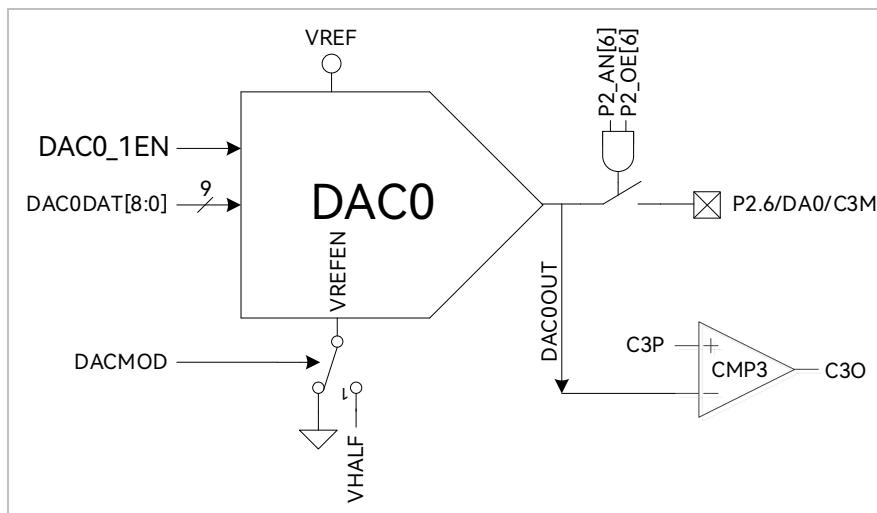 VREF
P2_AN[6]
P2_OE[6]
DAC0_1EN
9
DAC0DAT[8:0]
DAC0
P2.6/DA0/C3M
VREFEN
DAC0OUT
DACMOD
C3P
+
CMP3
C3O
−
1
VHALF